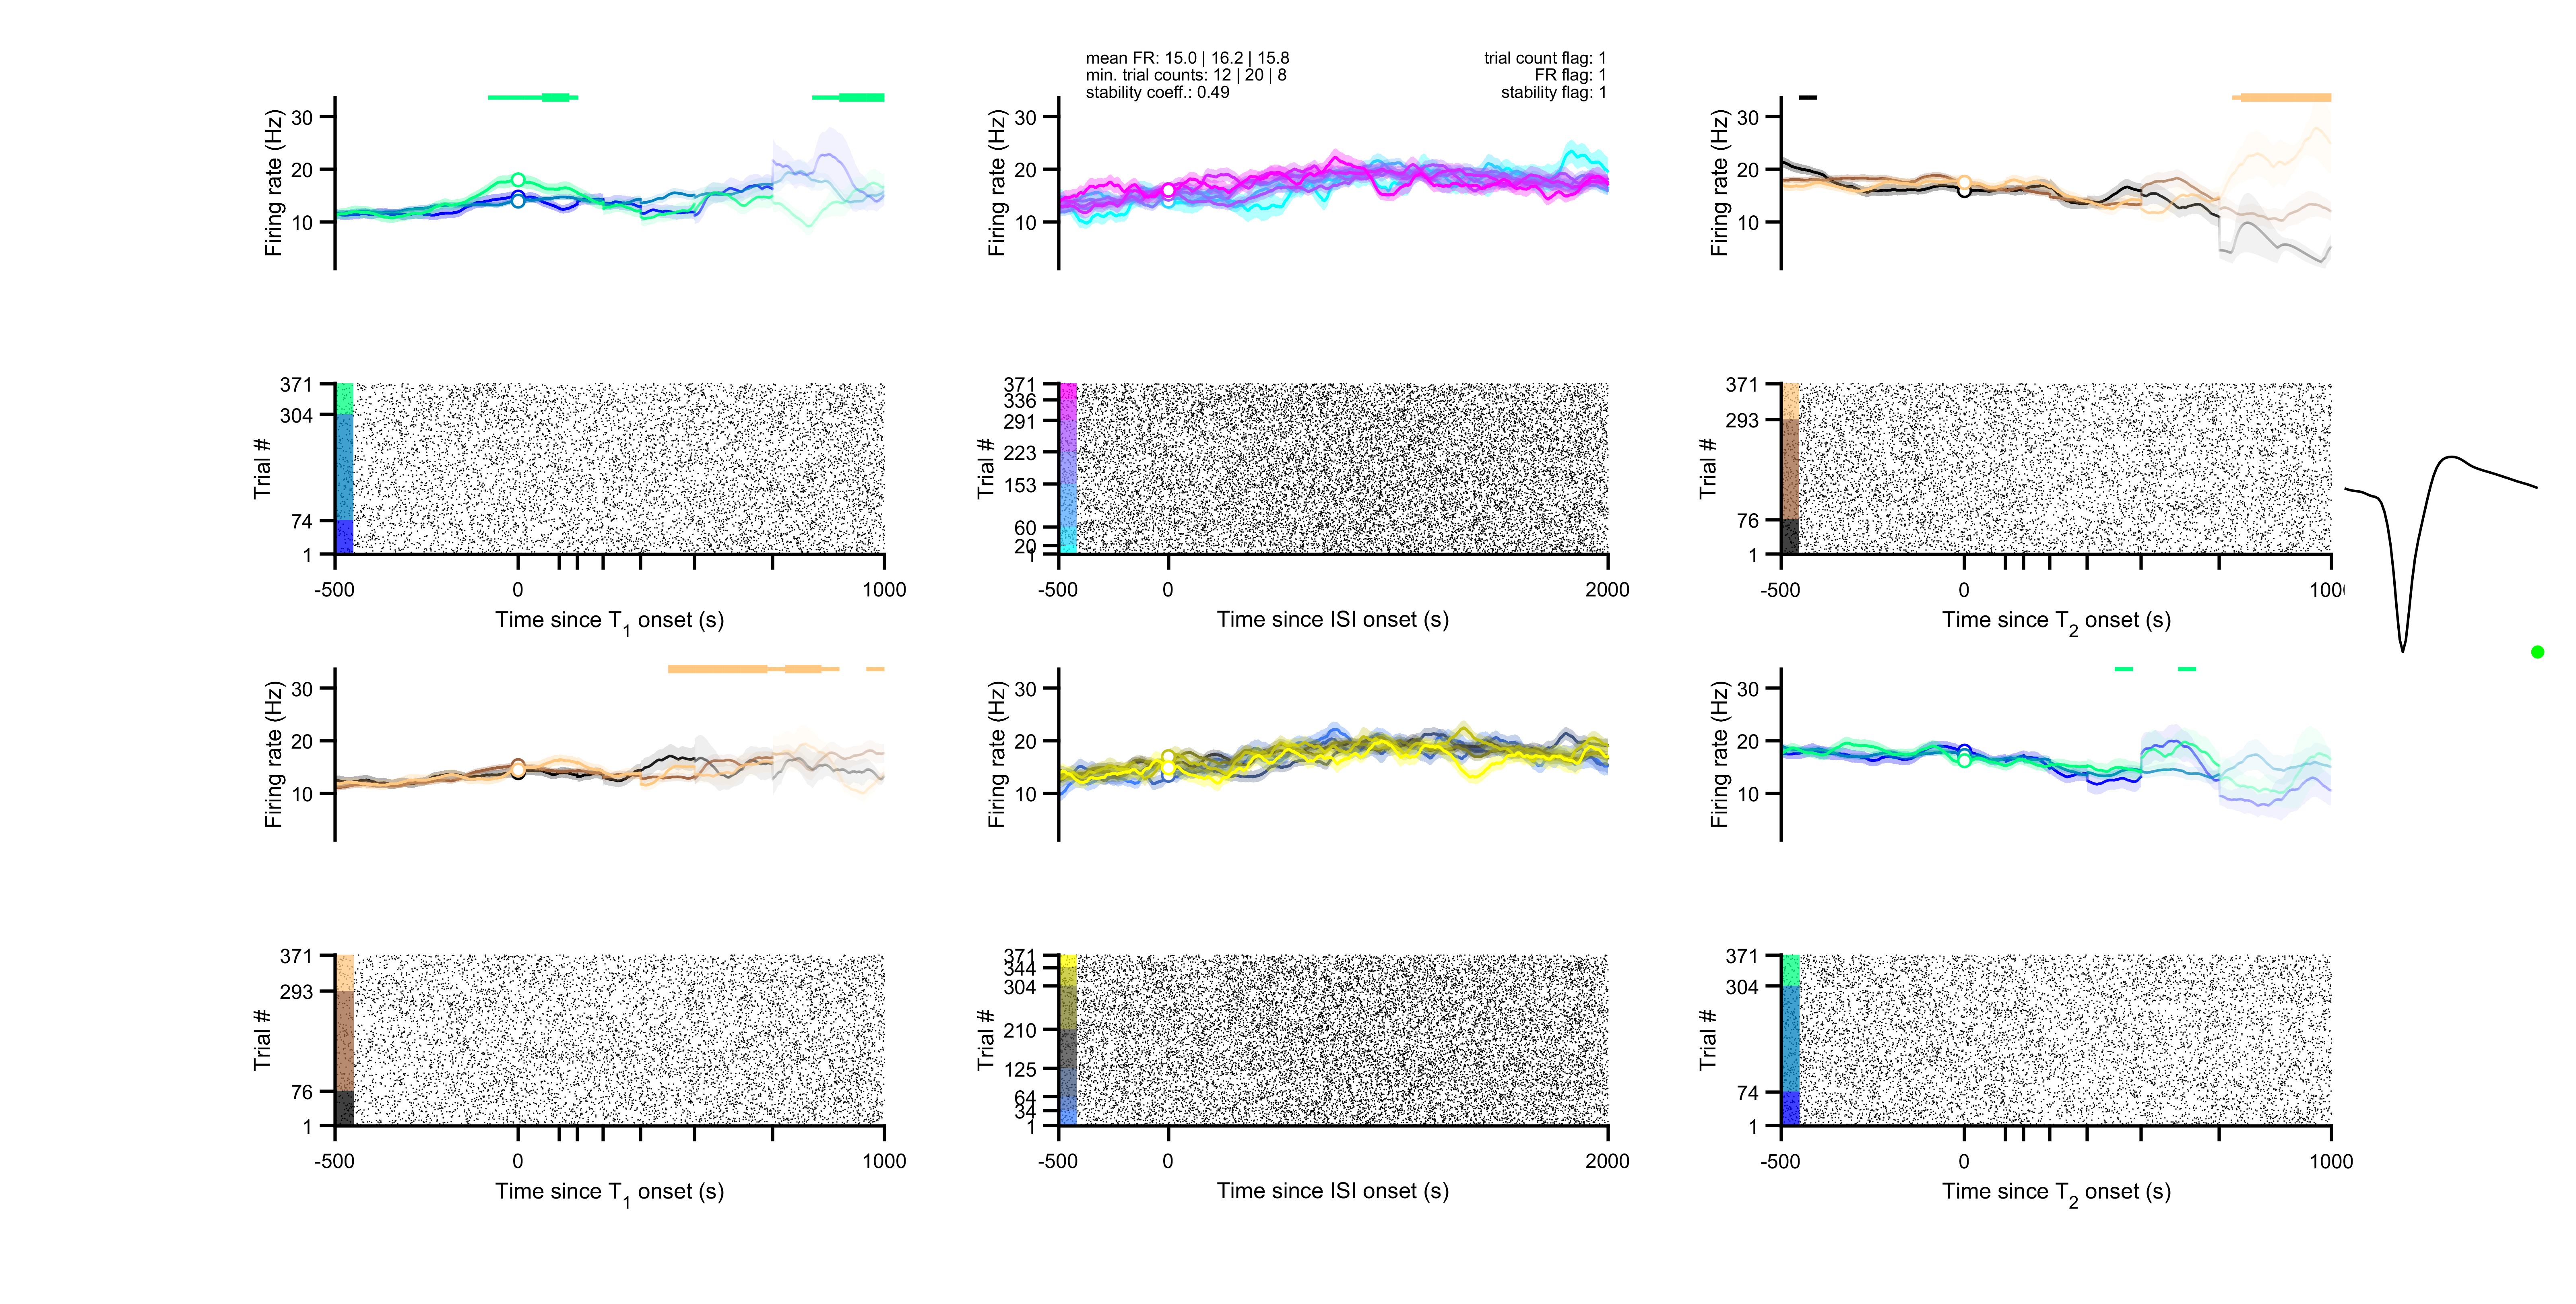 mean FR: 15.0 | 16.2 | 15.8
min. trial counts: 12 | 20 | 8
stability coeff.: 0.49
trial count flag: 1
FR flag: 1
stability flag: 1
Firing rate (Hz)
30
20
10
Firing rate (Hz)
30
20
10
Firing rate (Hz)
30
20
10
Trial #
371
304
74
1
-500
0
1000
Time since T1 onset (s)
Trial #
371
336
291
223
153
60
20
1
-500
0
2000
Time since ISI onset (s)
Trial #
371
293
76
1
-500
0
Time since T2 onset (s)
Firing rate (Hz)
30
20
10
Firing rate (Hz)
30
20
10
Firing rate (Hz)
30
20
10
Trial #
371
293
76
1
-500
0
1000
Time since T1 onset (s)
Trial #
371
344
304
210
125
64
34
1
-500
0
2000
Time since ISI onset (s)
Trial #
371
304
74
1
-500
0
1000
Time since T2 onset (s)